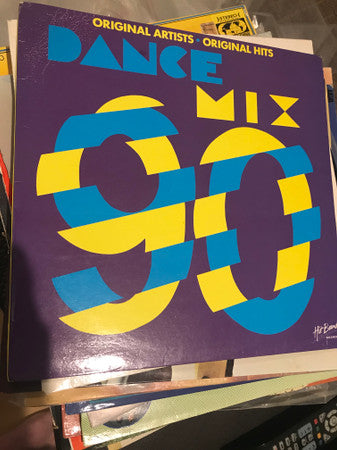 ORIGINAL ARTISTS • ORIGINAL HITS
DANCE
MIX
90